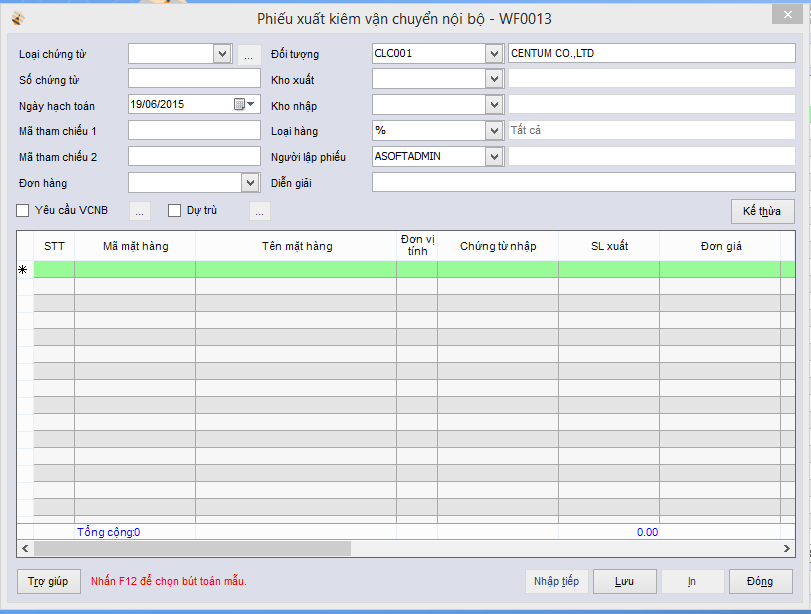 Phiếu xuất kiêm vận chuyển nội bộ - WF0013
Loại chứng từ ... Đối tượng CLC001 CENTUM CO.,LTD
Số chứng từ Kho xuất
Ngày hạch toán 19/06/2015 Kho nhập
Mã tham chiếu 1 Loại hàng % Tất cả
Mã tham chiếu 2 Người lập phiếu ASOFTADMIN
Đơn hàng Diễn giải
Yêu cầu VCNB ... Dự trù ... Kế thừa
STT Mã mặt hàng Tên mặt hàng Đơn vị tính Chứng từ nhập SL xuất Đơn giá
Tổng cộng:0 0.00
Trợ giúp Nhấn F12 để chọn bút toán mẫu. Nhập tiếp Lưu In Đóng